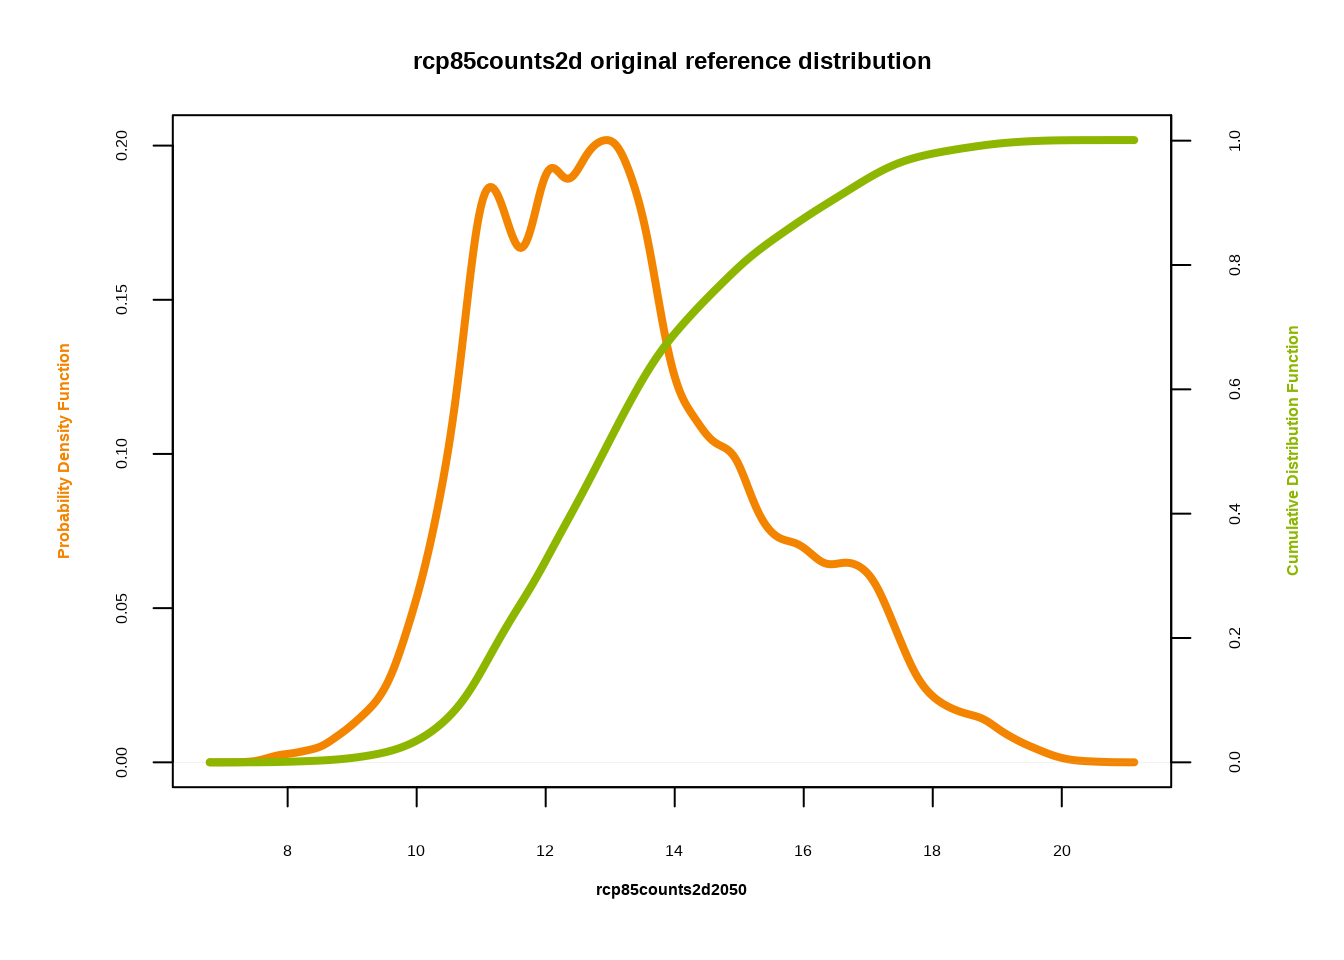 rcp85counts2d original reference distribution
Probability Density Function
0.20
0.15
0.10
0.05
0.00
1.0
0.8
0.6
0.4
0.2
0.0
Cumulative Distribution Function
8 10 12 14 16 18 20
rcp85counts2d2050